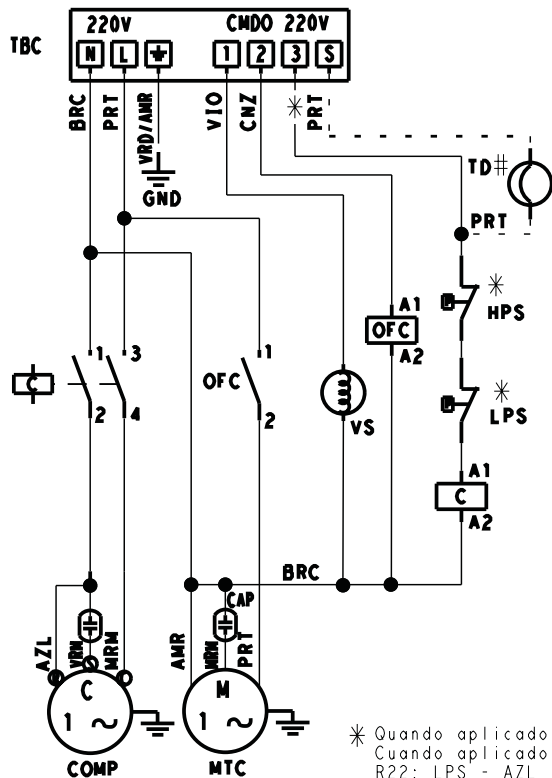 220V CMDO 220V
TBC N L 1 2 3 S
BRC PRT VRD/AMR VIO CNZ * PRT
GND
TD #
PRT
*
HPS
A1
OFC
A2
1 3
C
2 4
OFC 1
2
VS
*
LPS
A1
C
A2
BRC
CAP
AZL VRM MRM AMR MRM PRT
C
1 ~
COMP
M
1 ~
MTC
* Quando aplicado
Cuando aplicado
R22: LPS - AZL